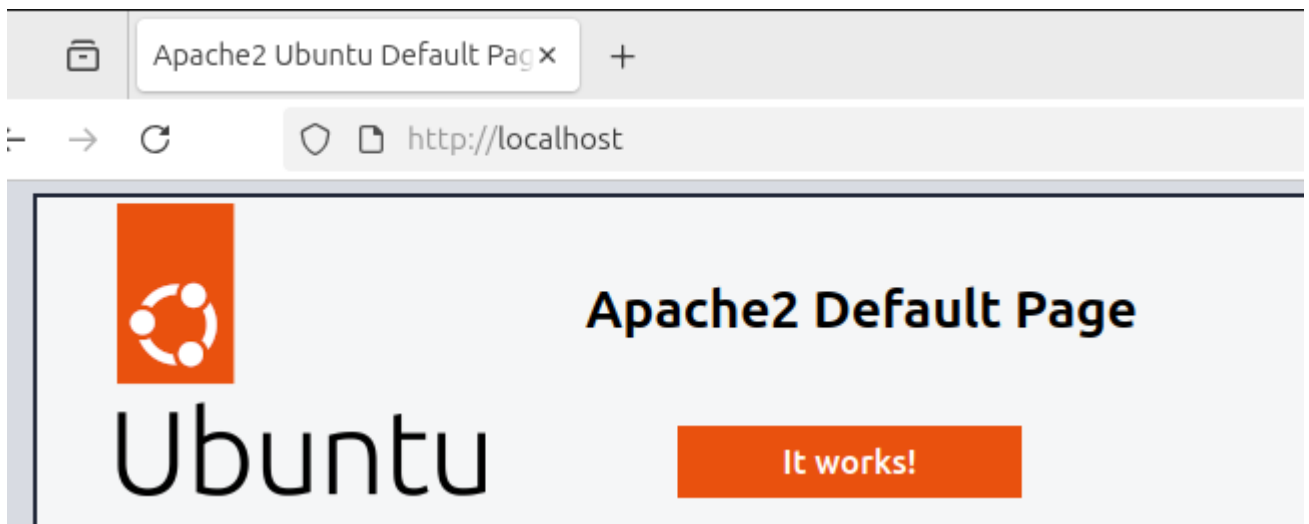 Apache2 Ubuntu Default Pag
http://localhost
Apache2 Default Page
Ubuntu
It works!